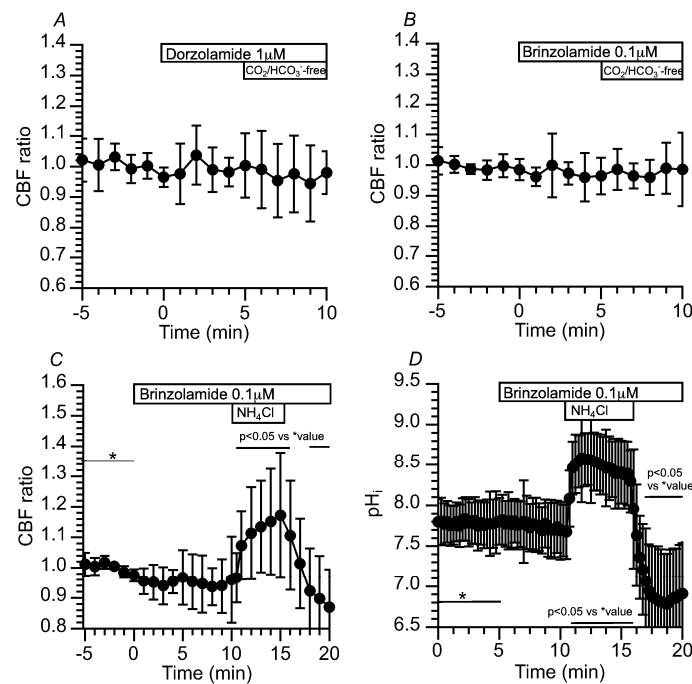 A
Dorzolamide 1µM
CO2/HCO3⁻-free
CBF ratio
1.4
1.3
1.2
1.1
1.0
0.9
0.8
0.7
0.6
-5 0 5 10
Time (min)
B
Brinzolamide 0.1µM
CO2/HCO3⁻-free
CBF ratio
1.4
1.3
1.2
1.1
1.0
0.9
0.8
0.7
0.6
-5 0 5 10
Time (min)
C
Brinzolamide 0.1µM
NH4Cl
p<0.05 vs *value
*
CBF ratio
1.6
1.5
1.4
1.3
1.2
1.1
1.0
0.9
0.8
-5 0 5 10 15 20
Time (min)
D
Brinzolamide 0.1µM
NH4Cl
p<0.05
vs *value
*
p<0.05 vs *value
pHi
9.5
9.0
8.5
8.0
7.5
7.0
6.5
0 5 10 15 20
Time (min)